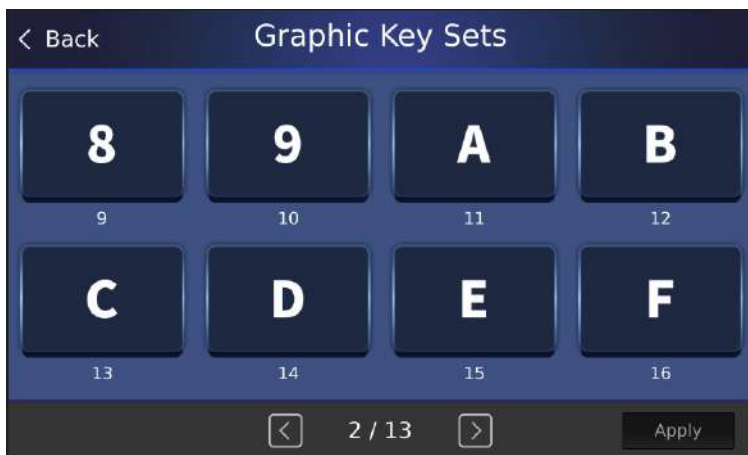 < Back Graphic Key Sets
8 9 A B
9 10 11 12
C D E F
13 14 15 16
< 2 / 13 > Apply